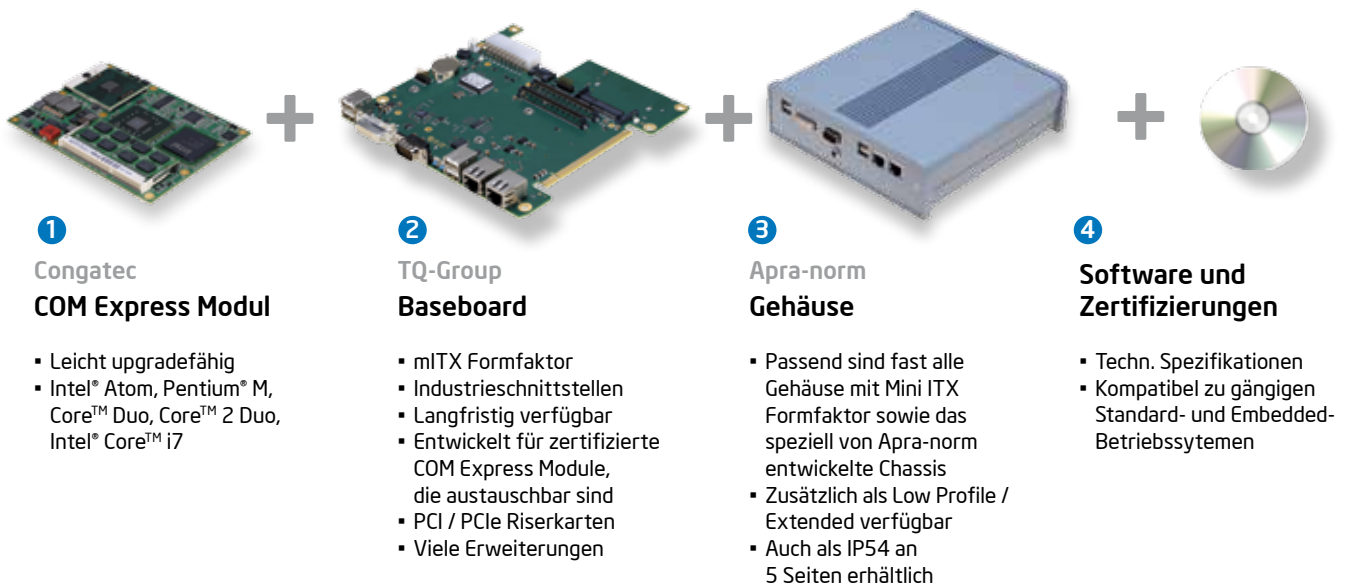 1
Congatec
COM Express Modul
▪ Leicht upgradefähig
▪ Intel® Atom, Pentium® M,
Core™ Duo, Core™ 2 Duo,
Intel® Core™ i7
2
TQ-Group
Baseboard
▪ mITX Formfaktor
▪ Industrieschnittstellen
▪ Langfristig verfügbar
▪ Entwickelt für zertifizierte
COM Express Module,
die austauschbar sind
▪ PCI / PCIe Riserkarten
▪ Viele Erweiterungen
3
Apra-norm
Gehäuse
▪ Passend sind fast alle
Gehäuse mit Mini ITX
Formfaktor sowie das
speziell von Apra-norm
entwickelte Chassis
▪ Zusätzlich als Low Profile /
Extended verfügbar
▪ Auch als IP54 an
5 Seiten erhältlich
4
Software und
Zertifizierungen
▪ Techn. Spezifikationen
▪ Kompatibel zu gängigen
Standard- und Embedded-
Betriebssytemen